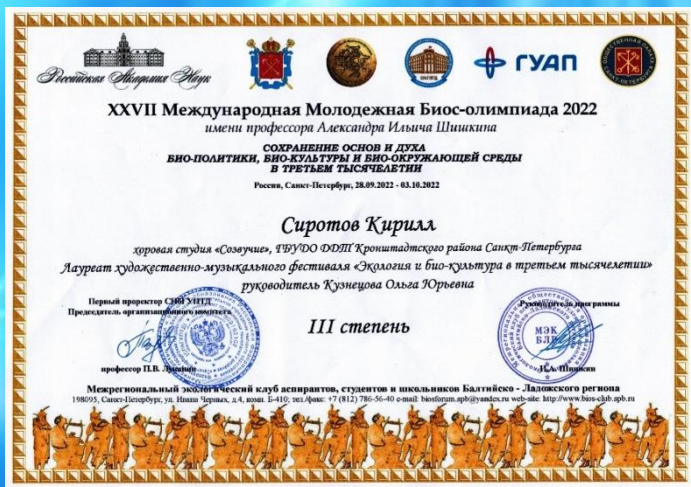 Российская Академия Наук
ГУАП
XXVII Международная Молодежная Биос-олимпиада 2022
имени профессора Александра Ильича Шишкина
СОХРАНЕНИЕ ОСНОВ И ДУХА
БИО-ПОЛИТИКИ, БИО-КУЛЬТУРЫ И БИО-ОКРУЖАЮЩЕЙ СРЕДЫ
В ТРЕТЬЕМ ТЫСЯЧЕЛЕТИИ
Россия, Санкт-Петербург, 28.09.2022 - 03.10.2022
Сиротов Кирилл
хоровая студия «Созвучие», ГБУДО ДДТ Кронштадтского района Санкт-Петербурга
Лауреат художественно-музыкального фестиваля «Экология и био-культура в третьем тысячелетии»
руководитель Кузнецова Ольга Юрьевна
Первый проректор
Руководитель программы
Председатель организационного комитета
III степень
МЭК
БЛР
профессор П.В. Луканин
И.А. Шишкин
Межрегиональный экологический клуб аспирантов, студентов и школьников Балтийско - Ладожского региона
198095, Санкт-Петербург, ул. Ивана Черных, д.4, комн. Б-410; тел./факс: +7 (812) 786-56-40 e-mail: biosforum.spb@yandex.ru web-site: http://www.bios-club.spb.ru